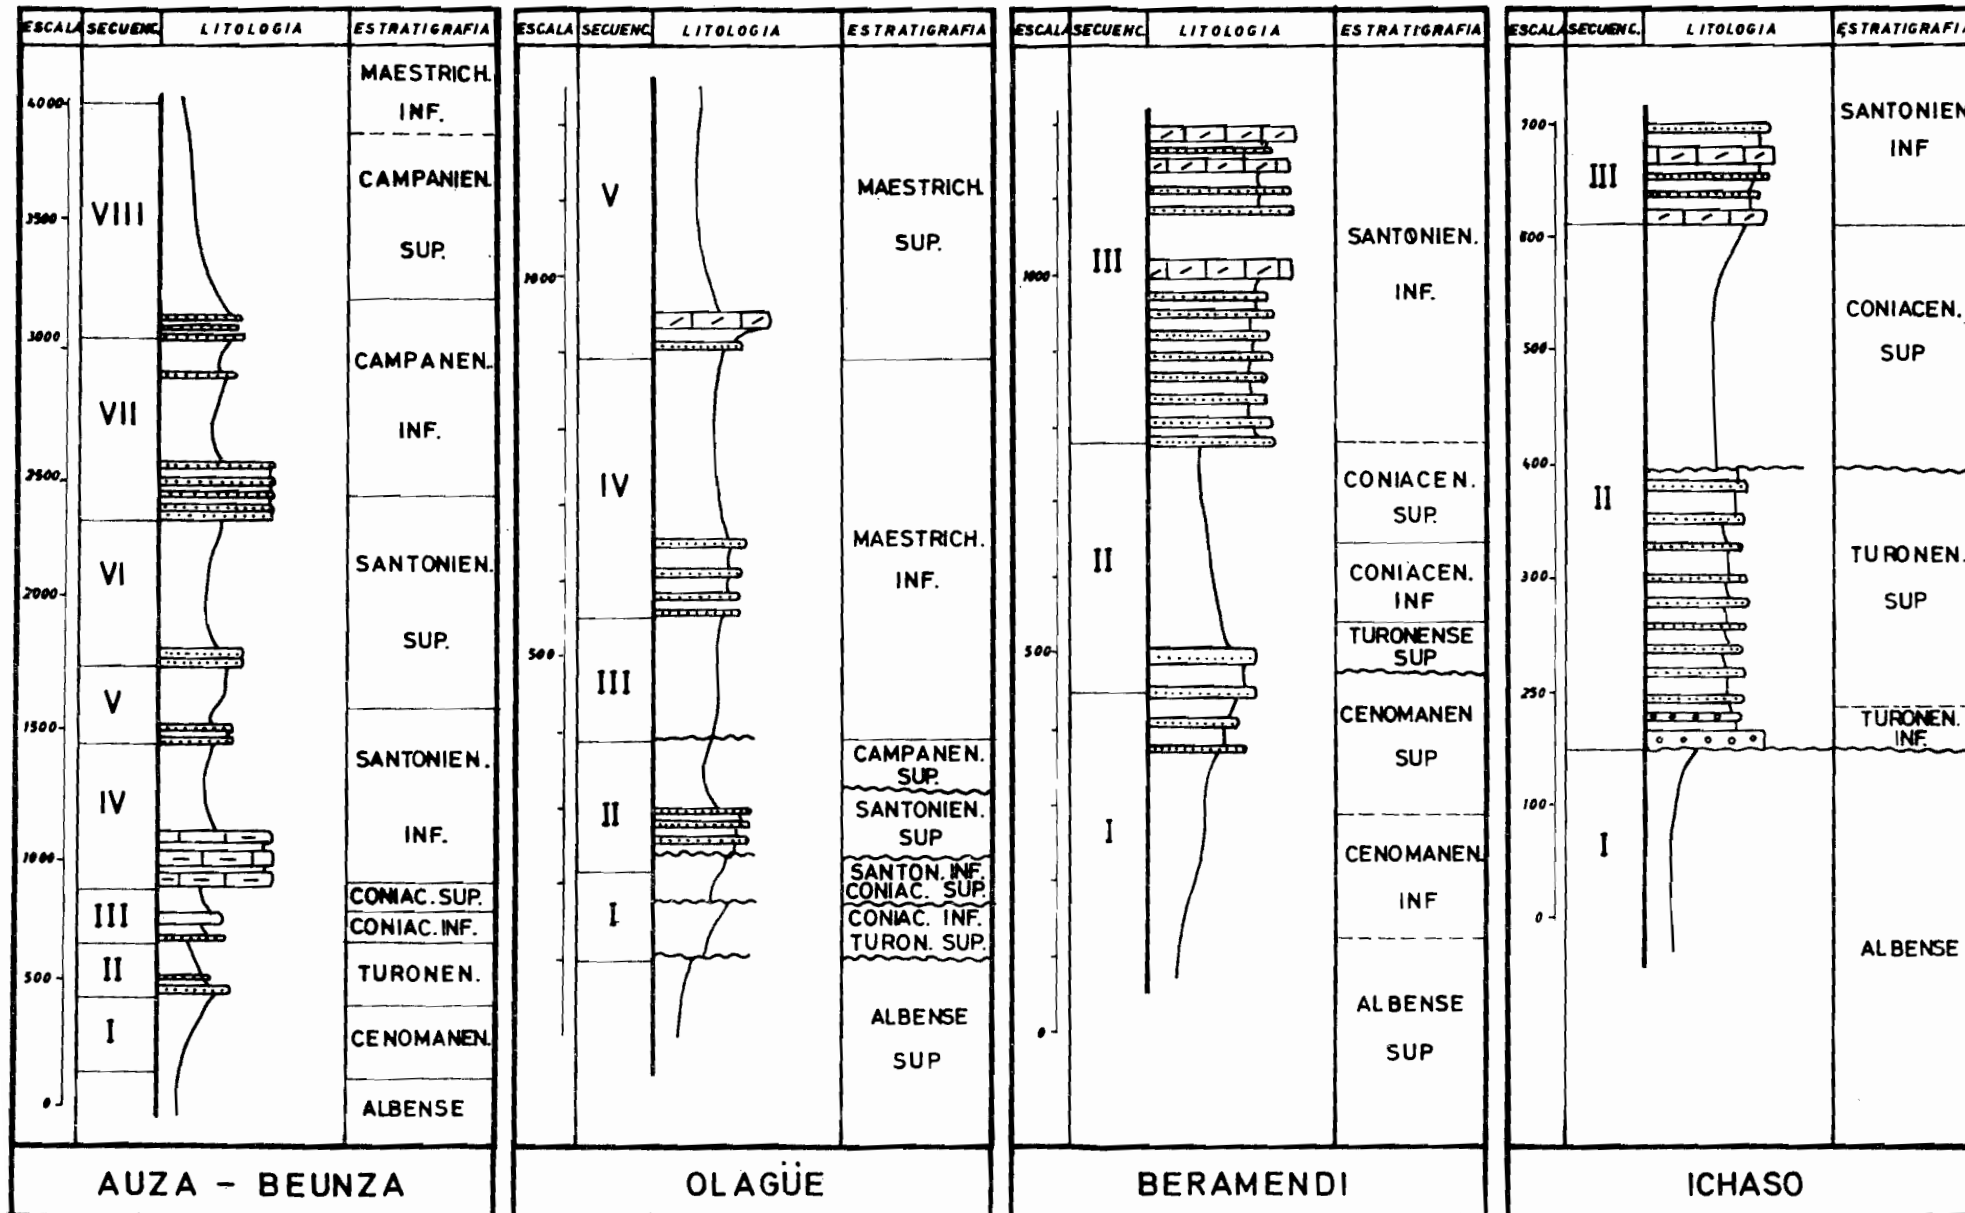 ESCALA SECUENC. LITOLOGIA ESTRATIGRAFIA
4000
3500
3000
2500
2000
1500
1000
500
0
VIII
VII
VI
V
IV
III
II
I
MAESTRICH.
INF.
CAMPANIEN.
SUP.
CAMPANEN.
INF.
SANTONIEN.
SUP.
SANTONIEN.
INF.
CONIAC. SUP.
CONIAC. INF.
TURONEN.
CENOMANEN.
ALBENSE
AUZA - BEUNZA
ESCALA SECUENC. LITOLOGIA ESTRATIGRAFIA
1000
500
V
IV
III
II
I
MAESTRICH.
SUP.
MAESTRICH.
INF.
CAMPANEN.
SUP.
SANTONIEN.
SUP
SANTON. INF.
CONIAC. SUP.
CONIAC. INF.
TURON. SUP.
ALBENSE
SUP
OLAGÜE
ESCALA SECUENC. LITOLOGIA ESTRATIGRAFIA
1000
500
0
III
II
I
SANTONIEN.
INF.
CONIACEN.
SUP.
CONIACEN.
INF
TURONENSE
SUP
CENOMANEN
SUP
CENOMANEN.
INF
ALBENSE
SUP
BERAMENDI
ESCALA SECUENC. LITOLOGIA ESTRATIGRAFIA
700
600
500
400
300
250
100
0
III
II
I
SANTONIEN
INF
CONIACEN.
SUP
TURONEN.
SUP
TURONEN.
INF.
ALBENSE
ICHASO